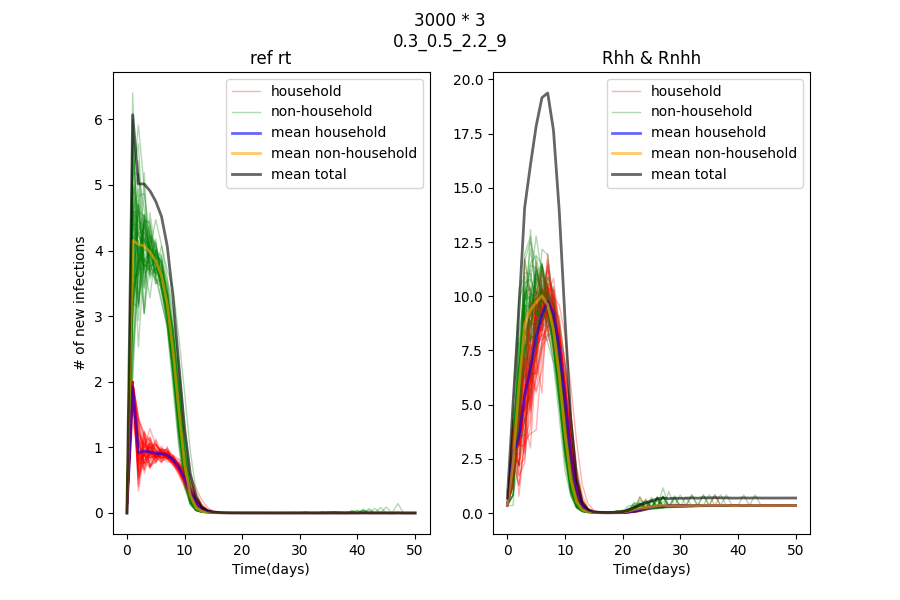 3000 * 3
0.3_0.5_2.2_9
ref rt
household
non-household
mean household
mean non-household
mean total
# of new infections
6
5
4
3
2
1
0
0
10
20
30
40
50
Time(days)
Rhh & Rnhh
household
non-household
mean household
mean non-household
mean total
20.0
17.5
15.0
12.5
10.0
7.5
5.0
2.5
0.0
0
10
20
30
40
50
Time(days)